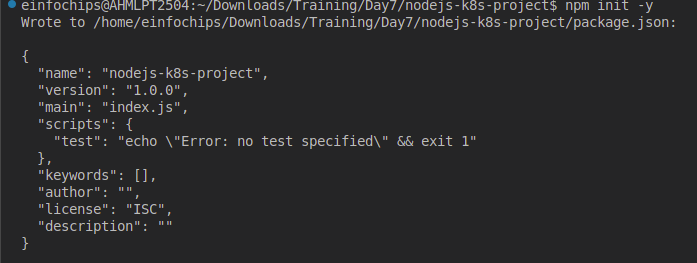 einfochips@AHMLPT2504:~/Downloads/Training/Day7/nodejs-k8s-project$ npm init -y
Wrote to /home/einfochips/Downloads/Training/Day7/nodejs-k8s-project/package.json:

{
  "name": "nodejs-k8s-project",
  "version": "1.0.0",
  "main": "index.js",
  "scripts": {
    "test": "echo \"Error: no test specified\" && exit 1"
  },
  "keywords": [],
  "author": "",
  "license": "ISC",
  "description": ""
}